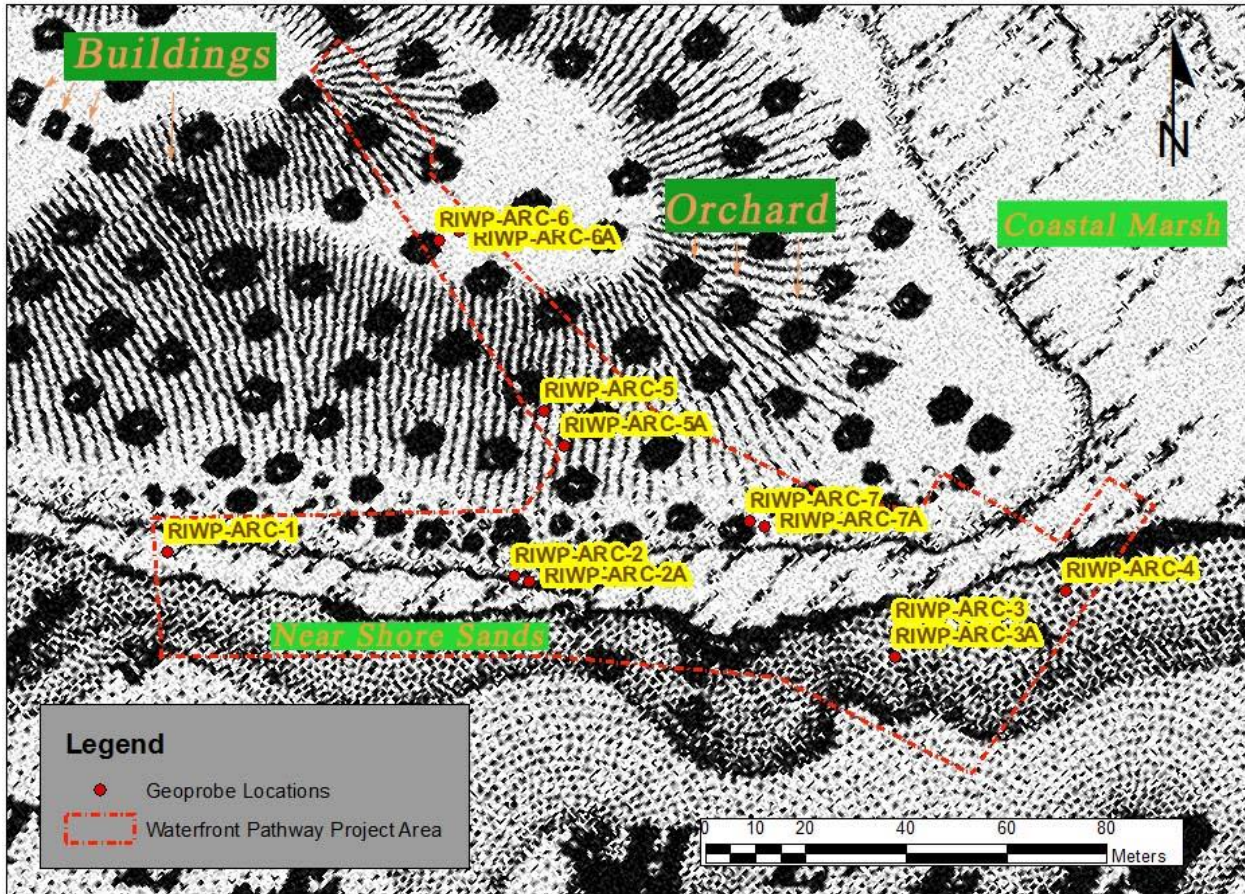 Buildings
N
Orchard
Coastal Marsh
RIWP-ARC-6
RIWP-ARC-6A
RIWP-ARC-5
RIWP-ARC-5A
RIWP-ARC-7
RIWP-ARC-7A
RIWP-ARC-1
RIWP-ARC-2
RIWP-ARC-2A
RIWP-ARC-4
RIWP-ARC-3
RIWP-ARC-3A
Near Shore Sands
Legend
Geoprobe Locations
Waterfront Pathway Project Area
0 10 20 40 60 80
Meters